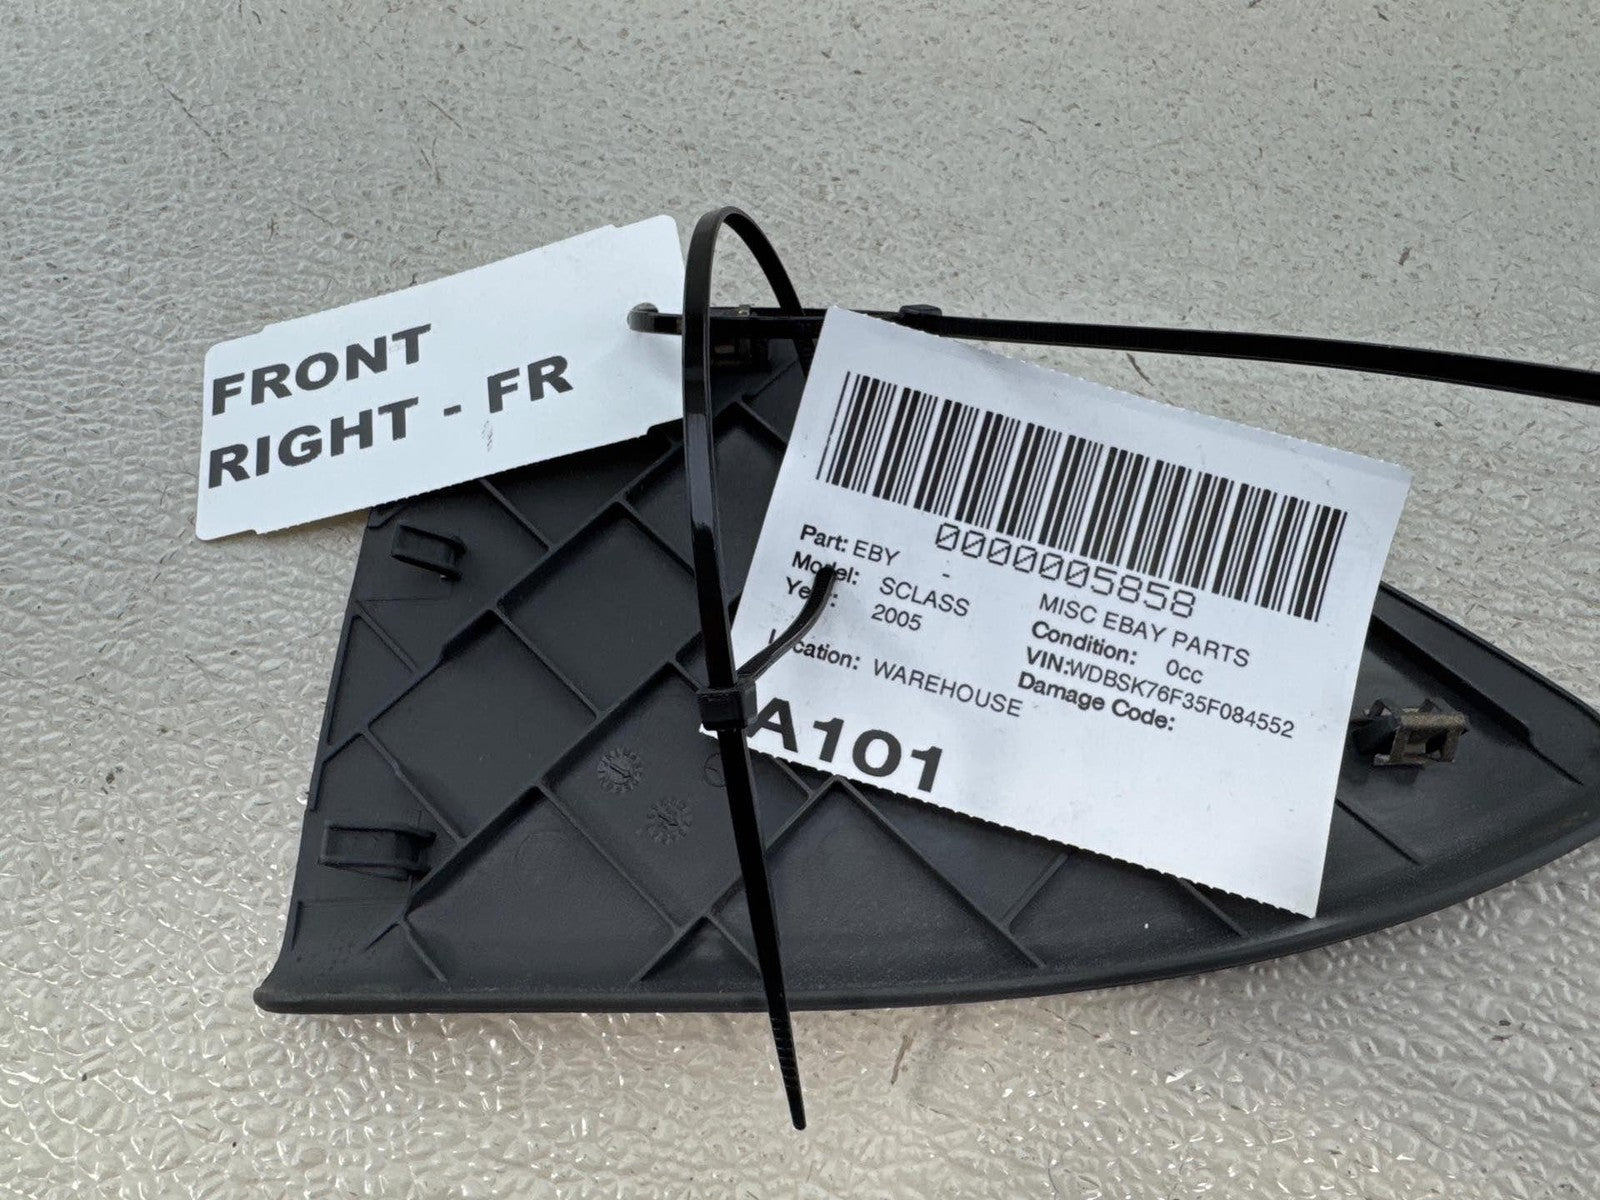 FRONT
RIGHT - FR
0000005858
Part: EBY -
MISC EBAY PARTS
Model: SCLASS
Condition: 0cc
Year: 2005
VIN:WDBSK76F35F084552
Damage Code:
Location: WAREHOUSE
A101